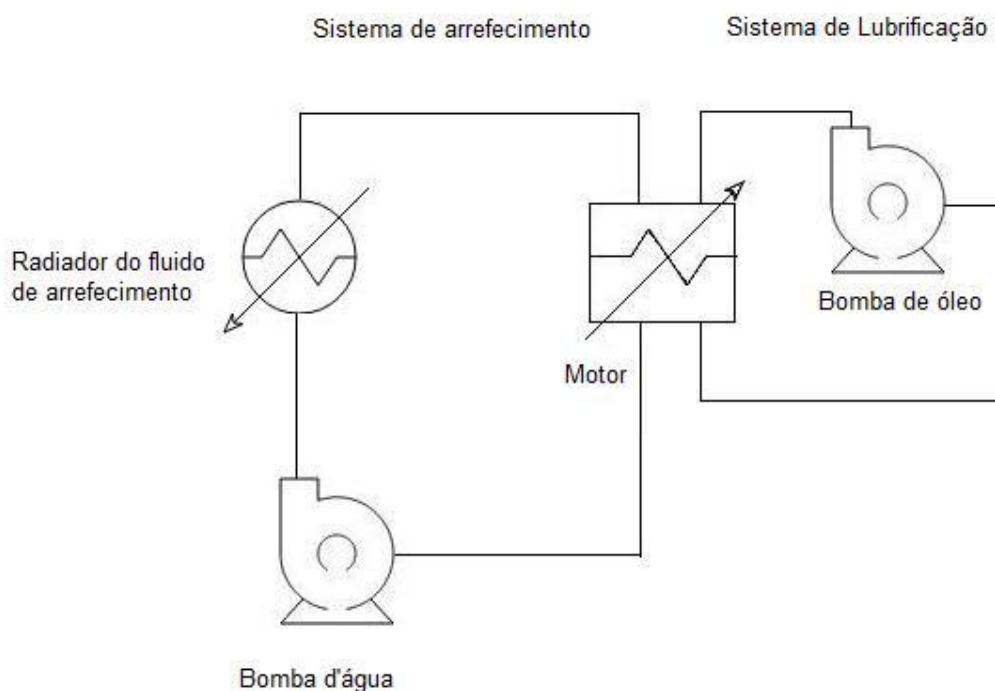 Sistema de arrefecimento
Sistema de Lubrificação
Radiador do fluido
de arrefecimento
Bomba de óleo
Motor
Bomba d'água